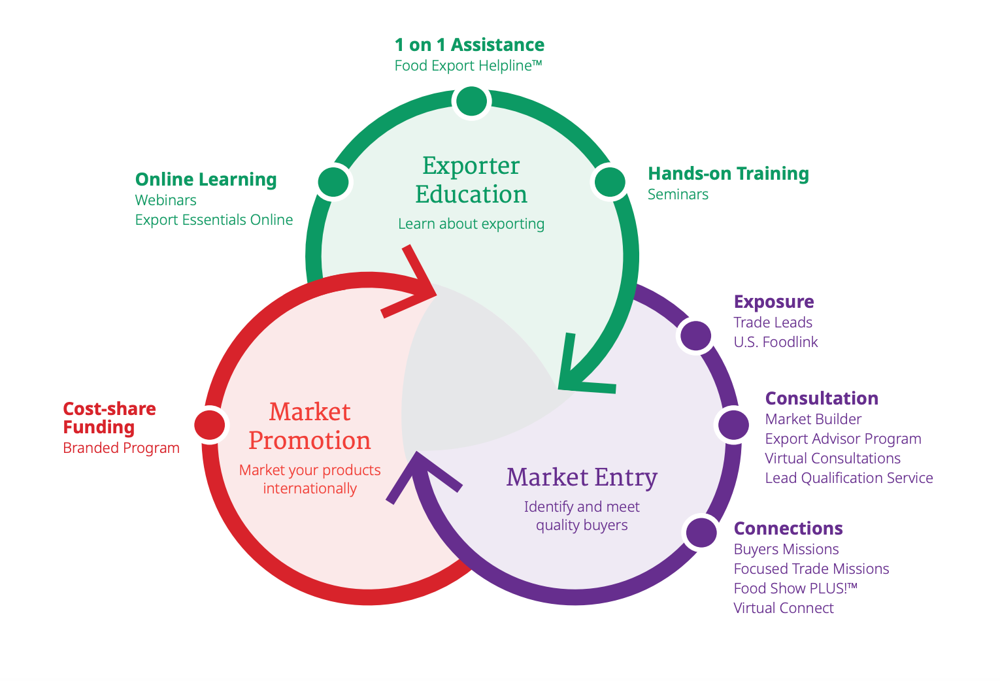 1 on 1 Assistance
Food Export Helpline™
Online Learning
Webinars
Export Essentials Online
Exporter
Education
Learn about exporting
Hands-on Training
Seminars
Exposure
Trade Leads
U.S. Foodlink
Cost-share
Funding
Branded Program
Market
Promotion
Market your products
internationally
Market Entry
Identify and meet
quality buyers
Consultation
Market Builder
Export Advisor Program
Virtual Consultations
Lead Qualification Service
Connections
Buyers Missions
Focused Trade Missions
Food Show PLUS!™
Virtual Connect